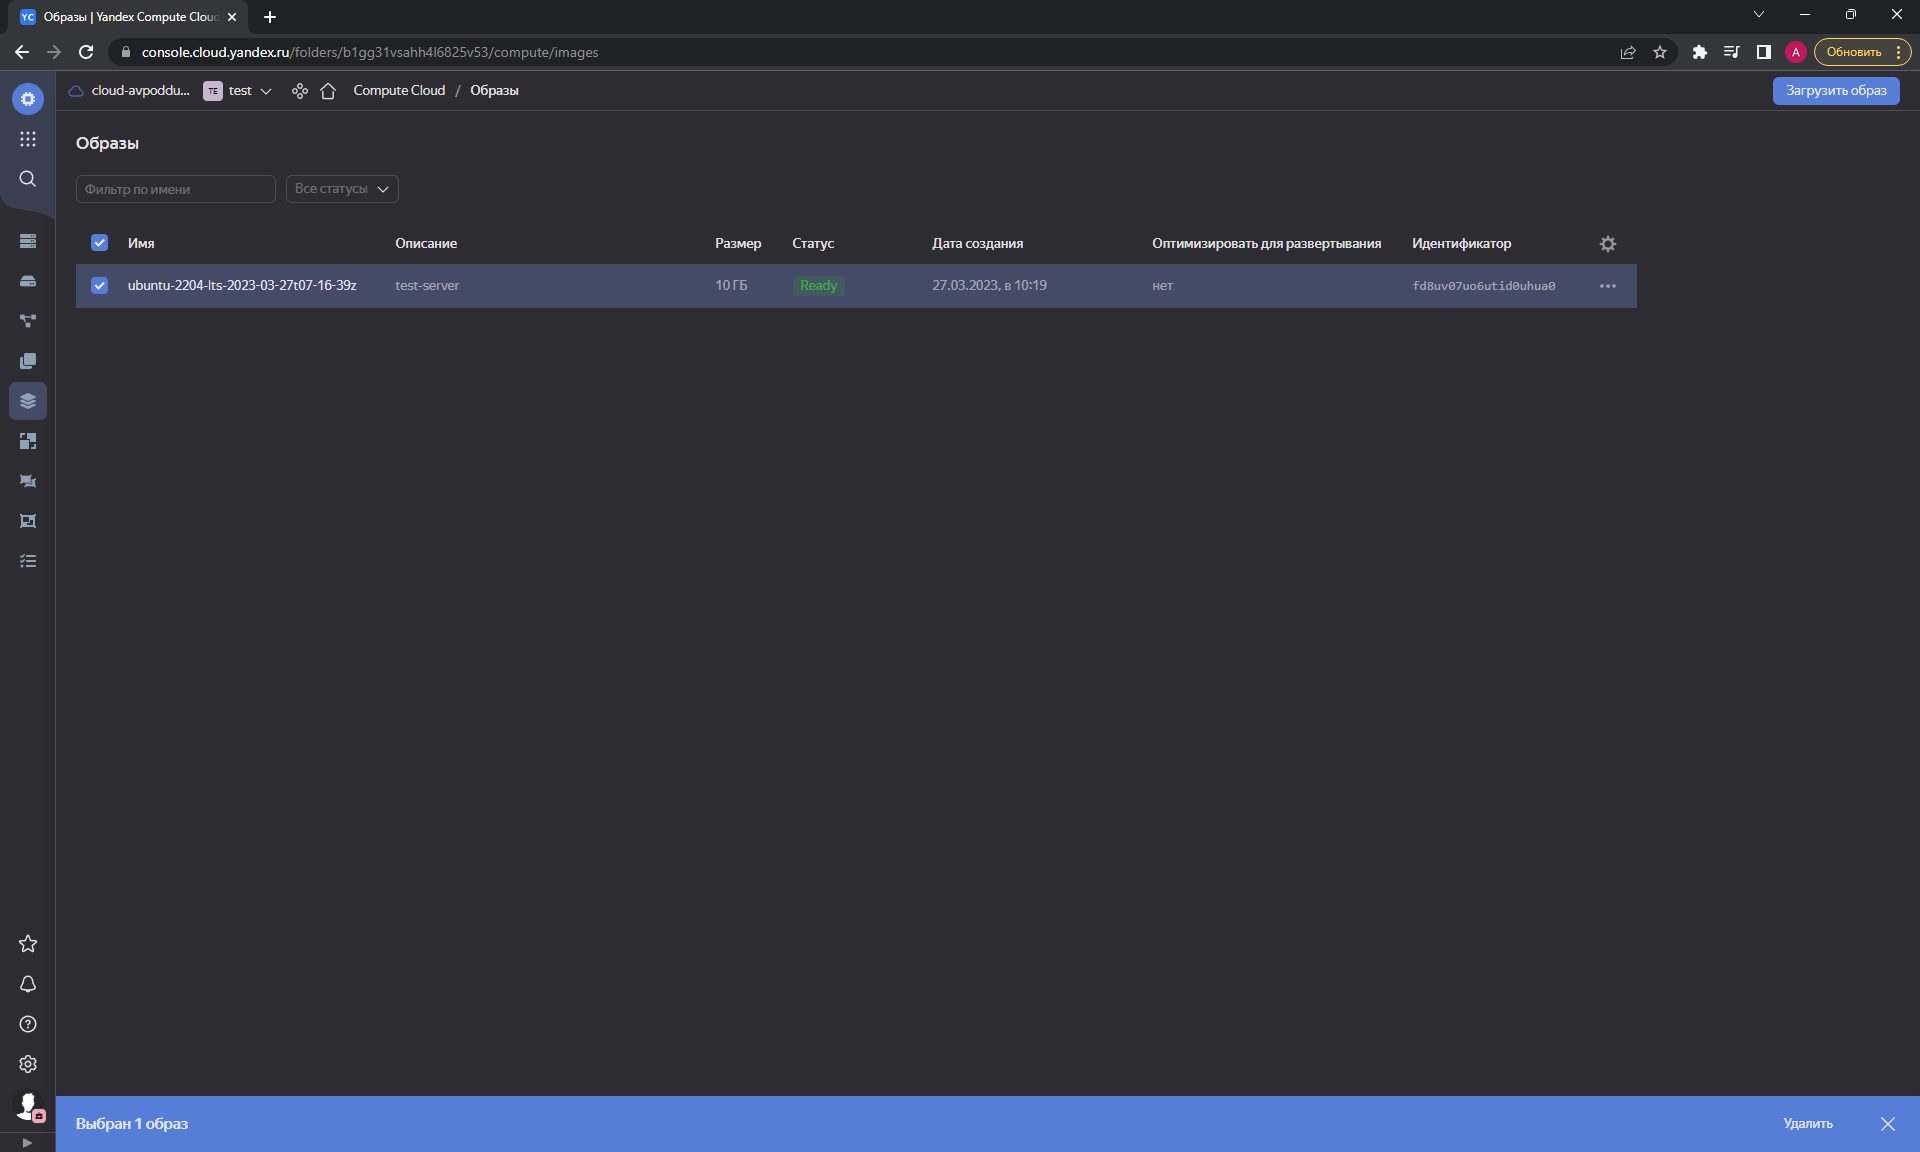 YC Образы | Yandex Compute Clou
console.cloud.yandex.ru/folders/b1gg31vsahh4l6825v53/compute/images
A
Обновить
cloud-avpoddu... TE test Compute Cloud / Образы
Загрузить образ
Образы
Фильтр по имени
Все статусы
Имя Описание Размер Статус Дата создания Оптимизировать для развертывания Идентификатор
ubuntu-2204-lts-2023-03-27t07-16-39z test-server 10 ГБ Ready 27.03.2023, в 10:19 нет fd8uv07uo6utid0uhua0
Выбран 1 образ
Удалить